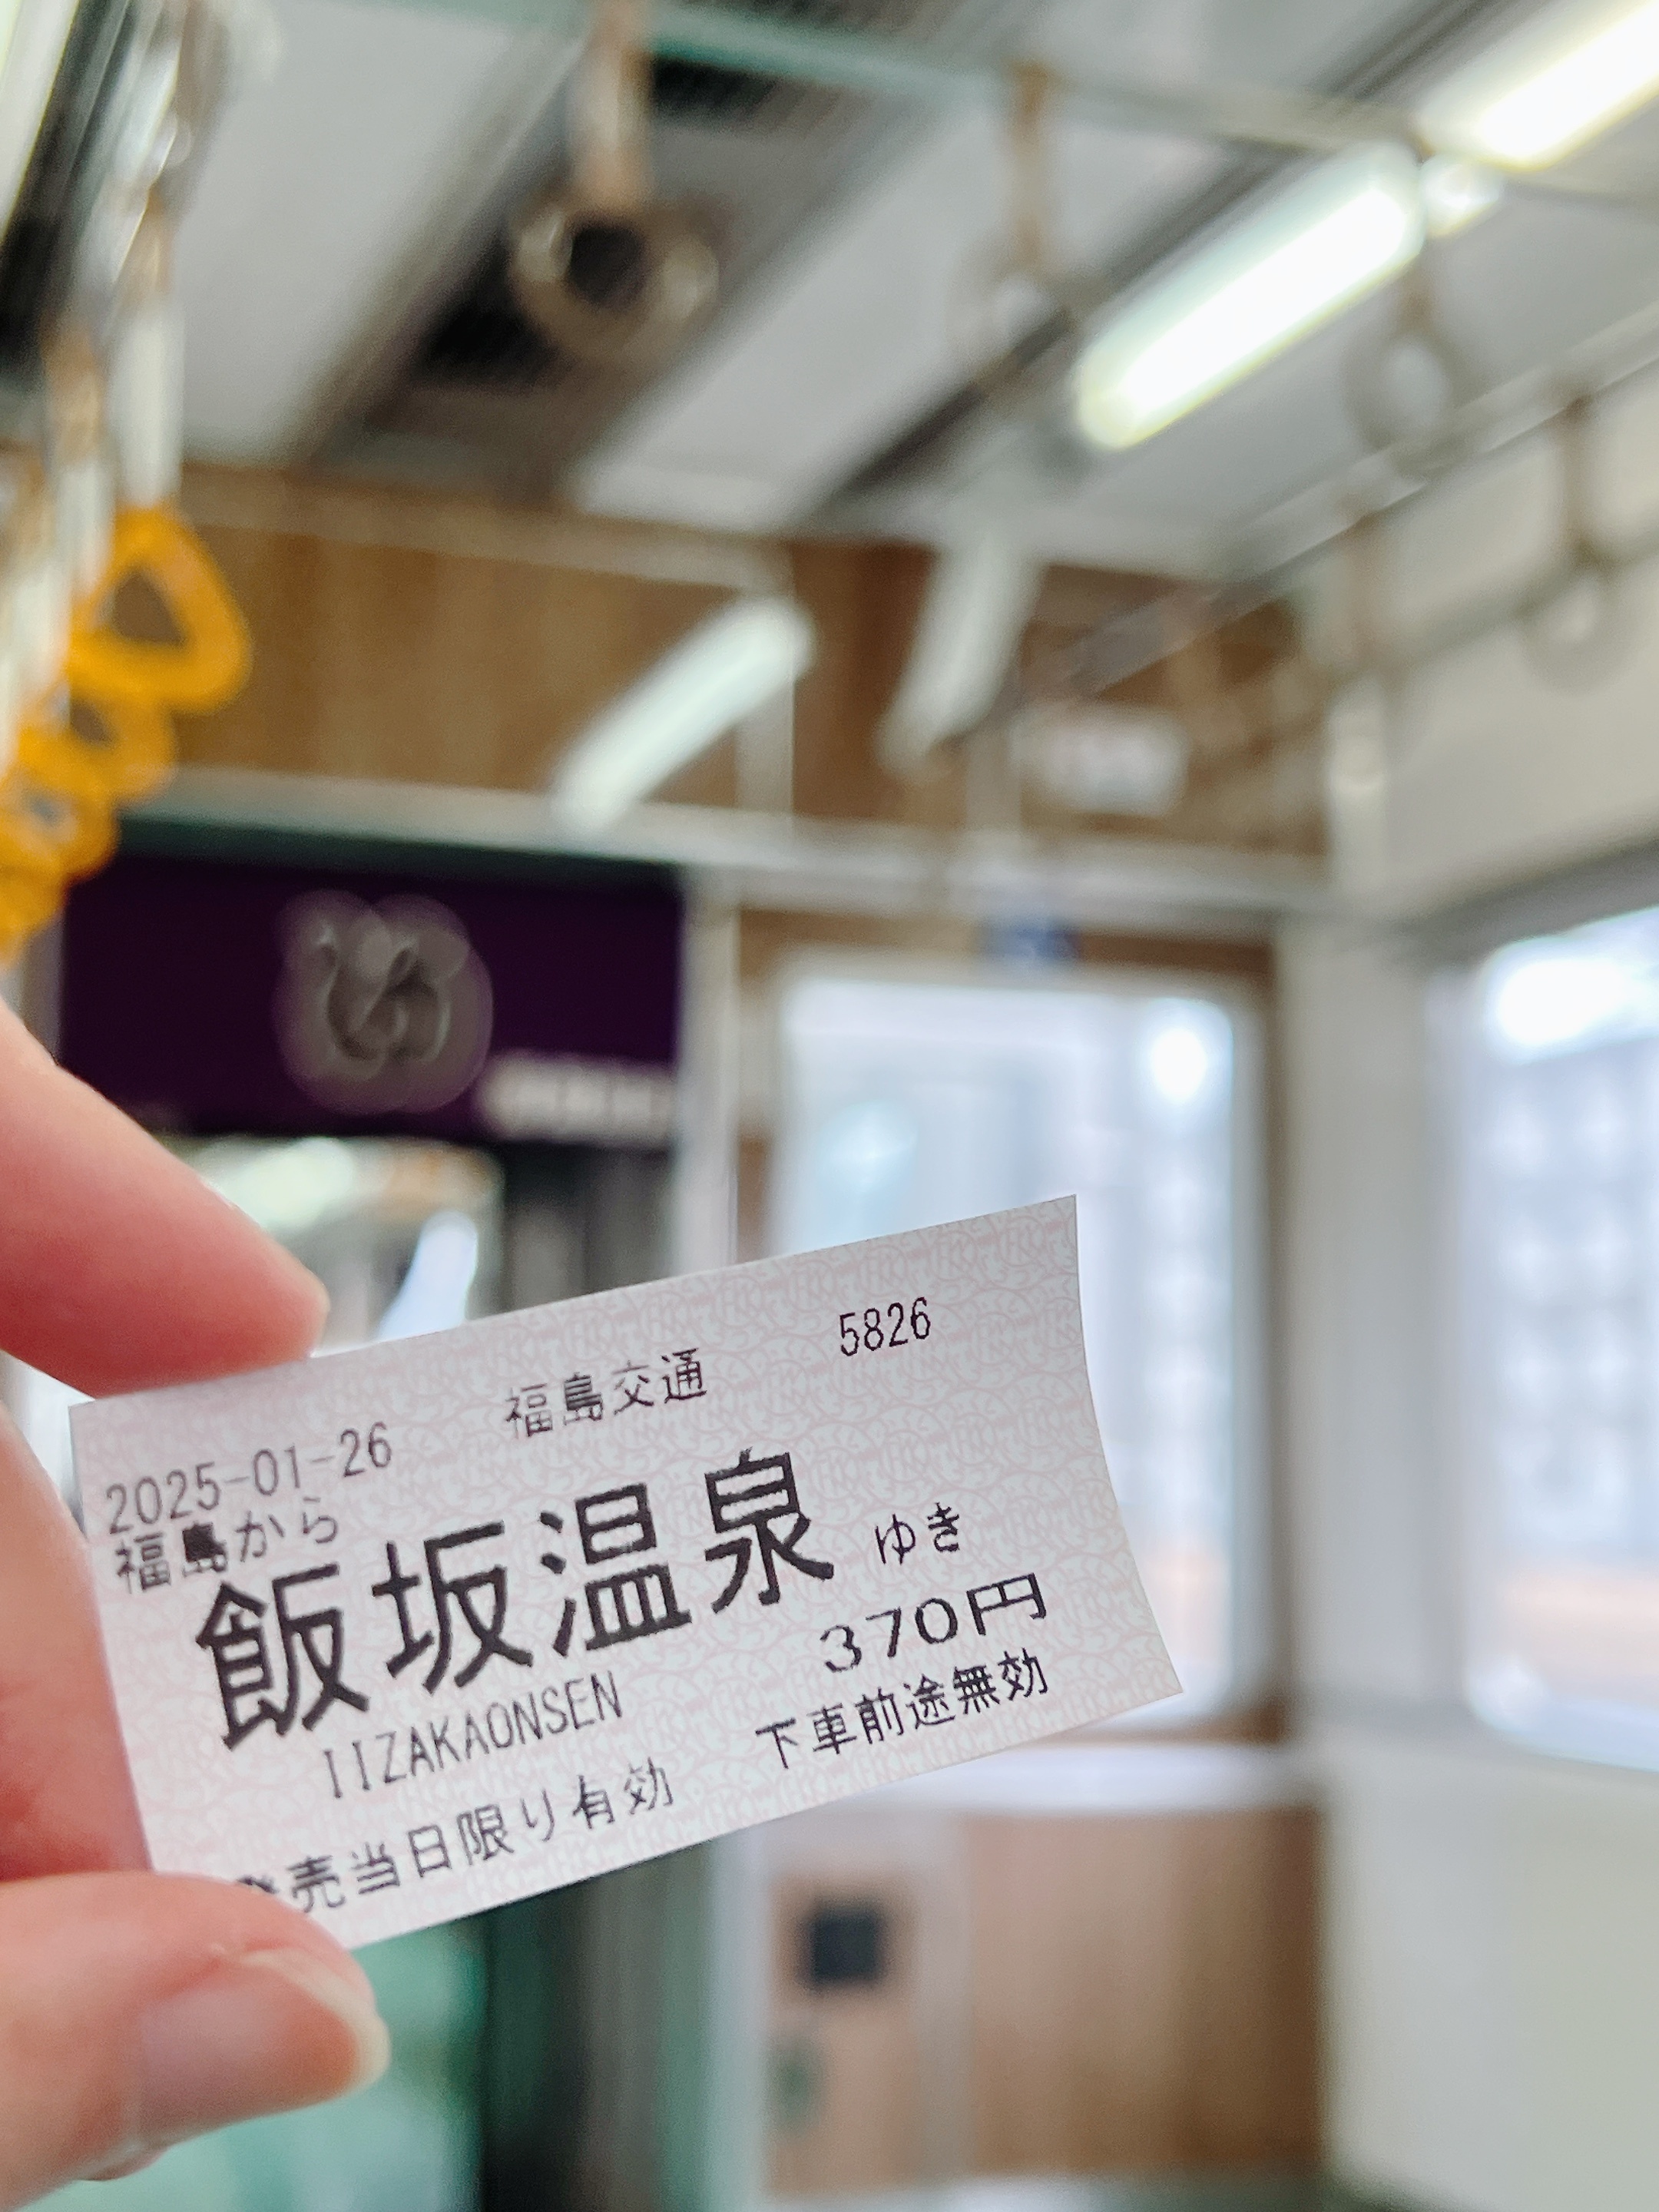 福島交通 5826
2025-01-26
福島から
飯坂温泉 ゆき
IIZAKAONSEN 370円
売当日限り有効 下車前途無効